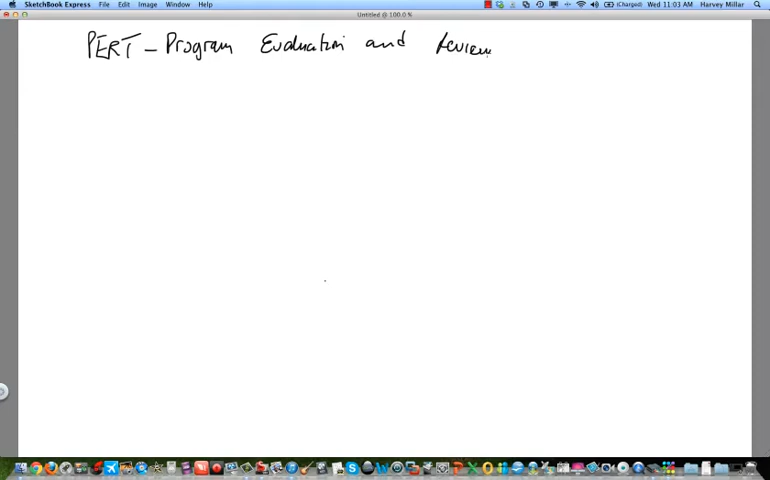 SketchBook Express File Edit Image Window Help (Charged) Wed 11:03 AM Harvey Millar
Untitled @ 100.0 %
PERT – Program Evaluation and Review